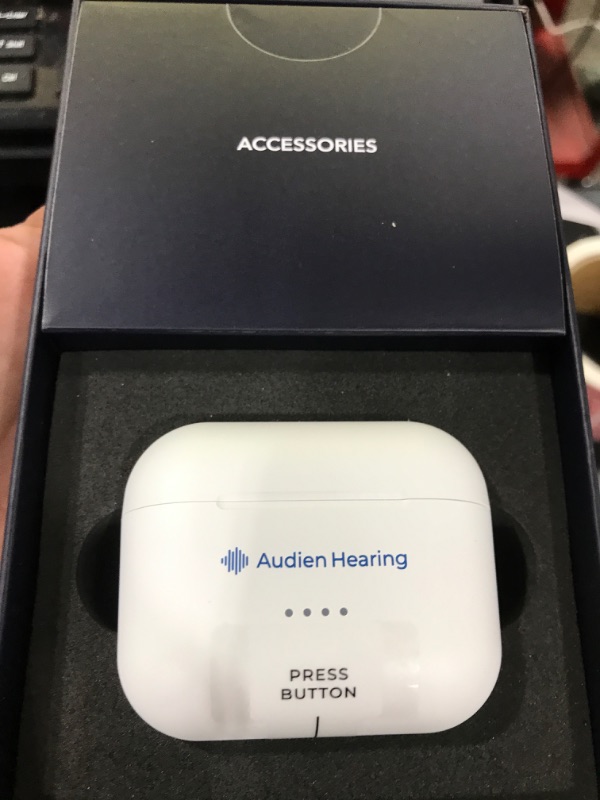 ACCESSORIES
Audien Hearing
PRESS
BUTTON